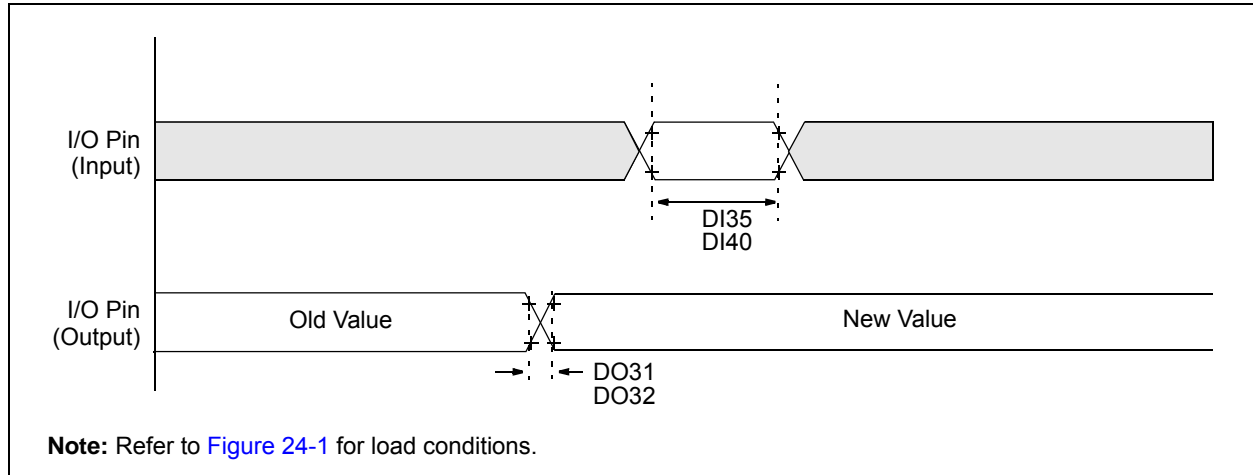 I/O Pin
(Input)
DI35
DI40
I/O Pin
(Output)
Old Value
New Value
DO31
DO32
Note: Refer to Figure 24-1 for load conditions.